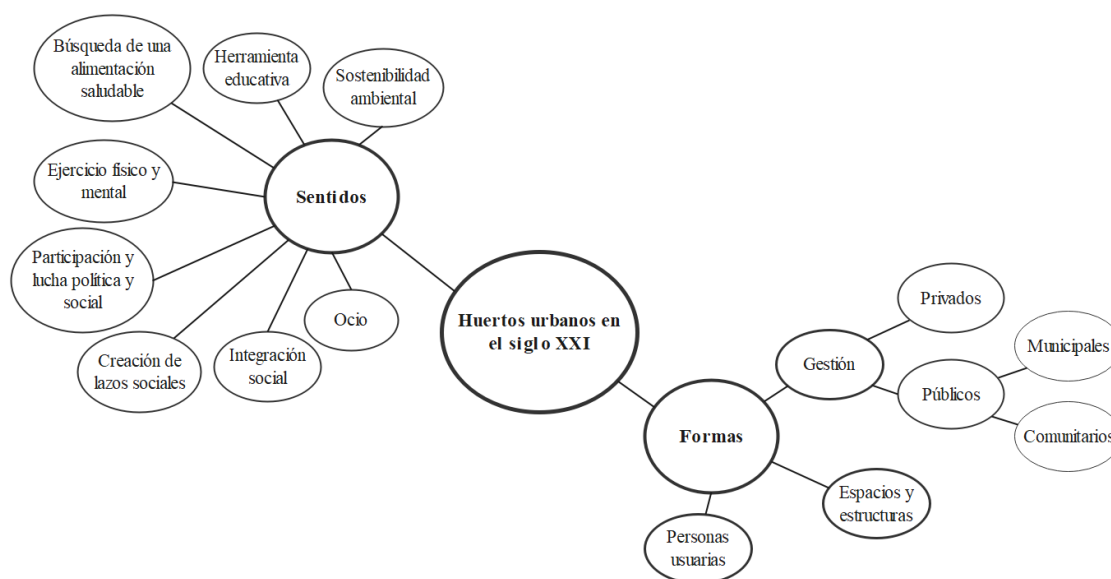 Búsqueda de una
alimentación
saludable
Herramienta
educativa
Sostenibilidad
ambiental
Ejercicio físico y
mental
Sentidos
Participación y
lucha política y
social
Creación de
lazos sociales
Integración
social
Ocio
Huertos urbanos en
el siglo XXI
Formas
Gestión
Privados
Públicos
Municipales
Comunitarios
Espacios y
estructuras
Personas
usuarias